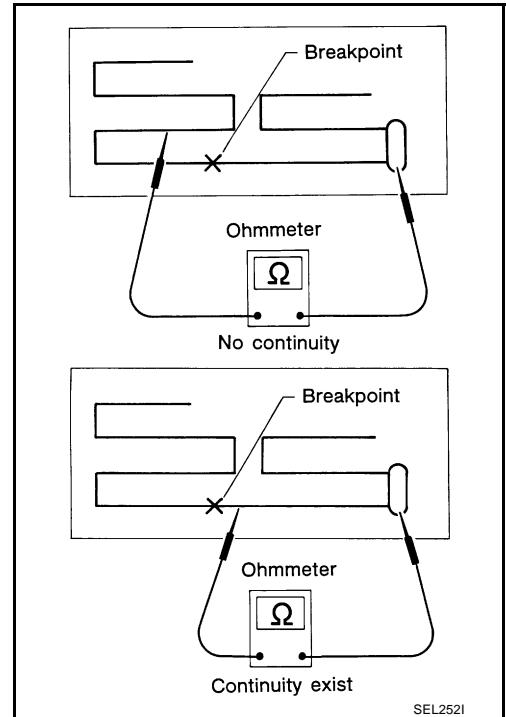 Breakpoint
Ohmmeter
Ω
No continuity
Breakpoint
Ohmmeter
Ω
Continuity exist
SEL252I